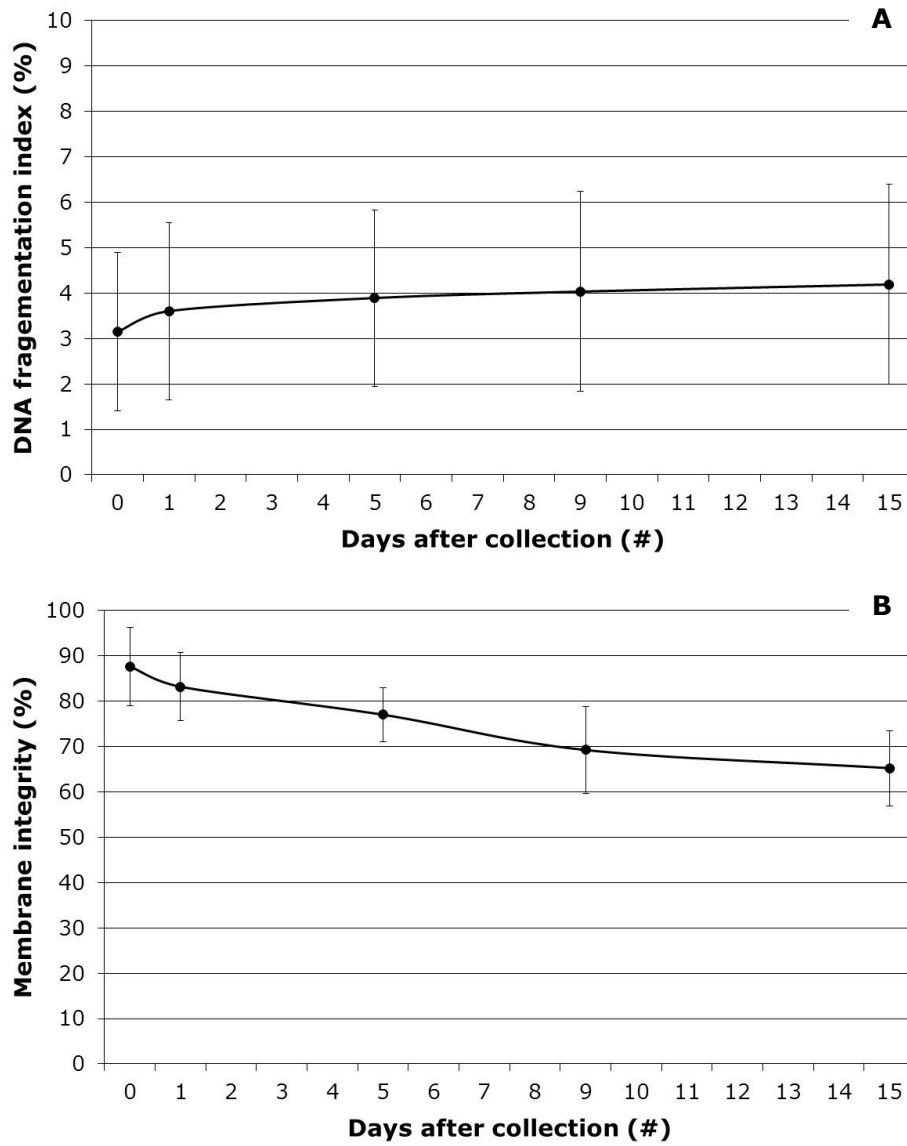 A
10
9
8
7
6
5
4
3
2
1
0
DNA fragementation index (%)
0 1 2 3 4 5 6 7 8 9 10 11 12 13 14 15
Days after collection (#)
B
100
90
80
70
60
50
40
30
20
10
0
Membrane integrity (%)
0 1 2 3 4 5 6 7 8 9 10 11 12 13 14 15
Days after collection (#)